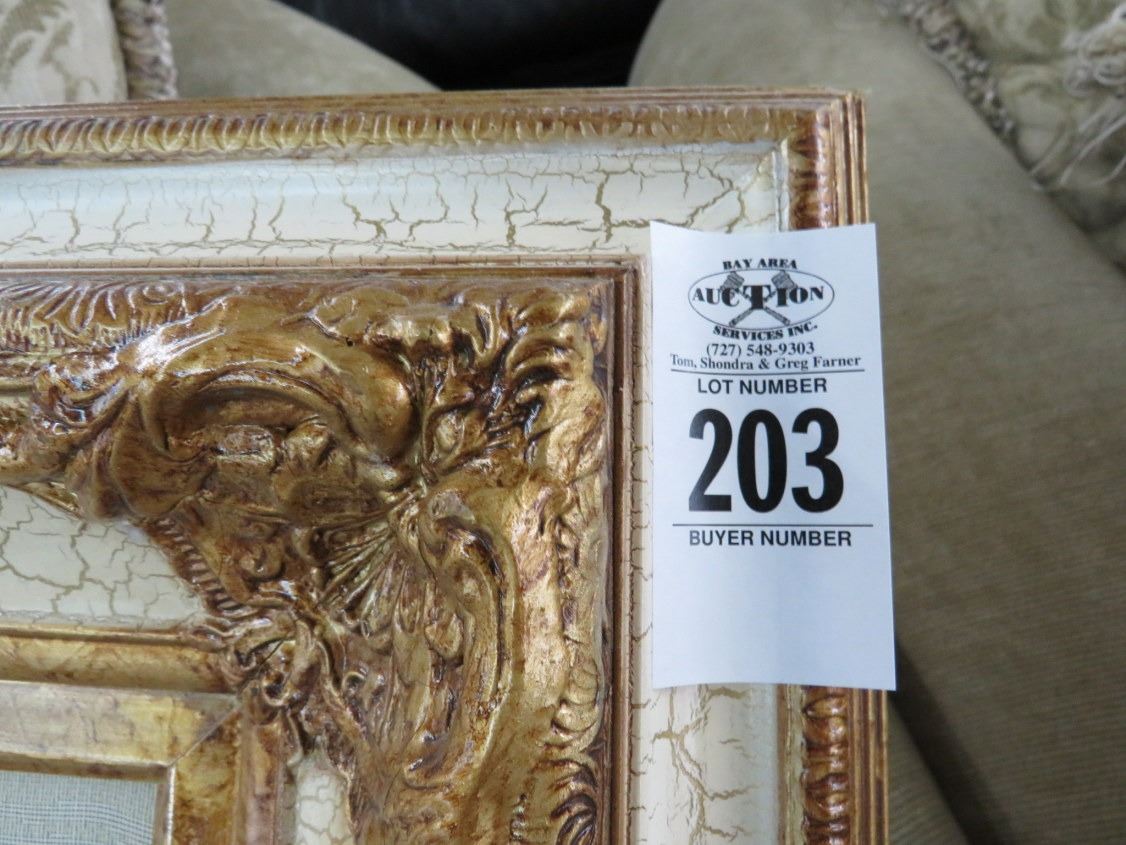 BAY AREA
AUCTION
SERVICES INC.
(727) 548-9303
Tom, Shondra & Greg Farner
LOT NUMBER
203
BUYER NUMBER